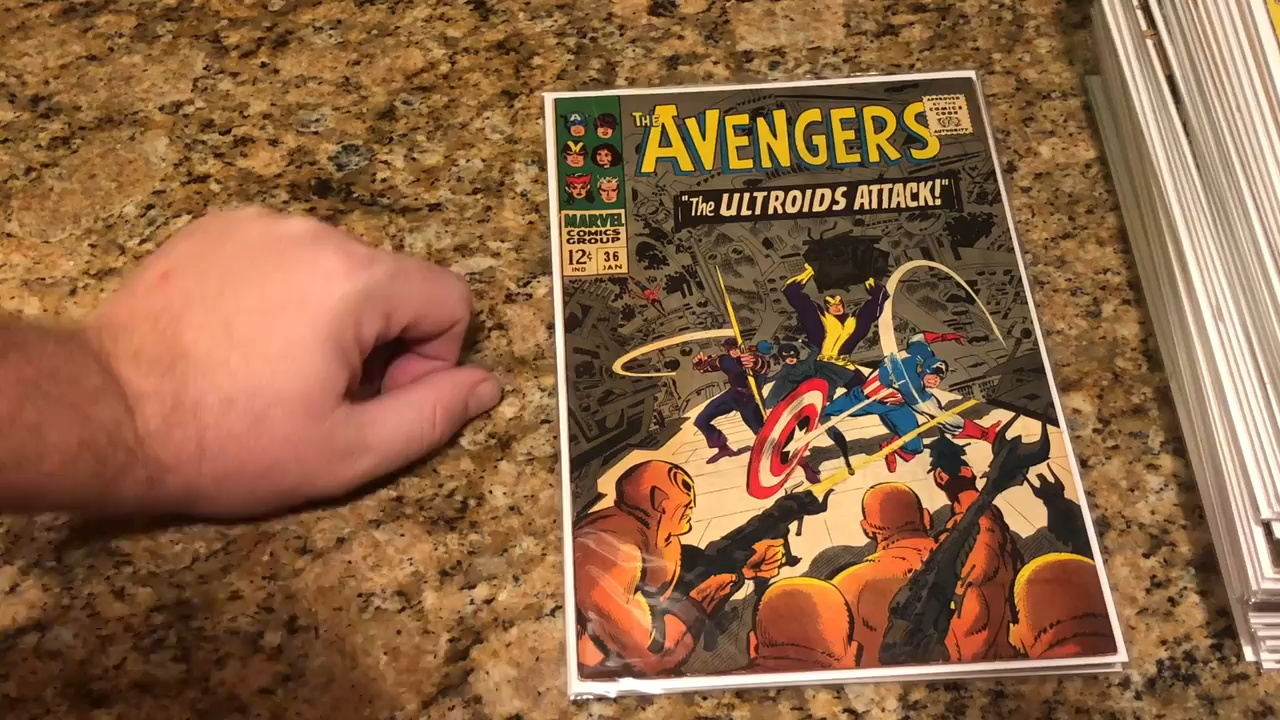 THE AVENGERS
APPROVED
BY THE
COMICS
CODE
AUTHORITY
"The ULTROIDS ATTACK!"
MARVEL
COMICS
GROUP
12¢ 36
IND JAN